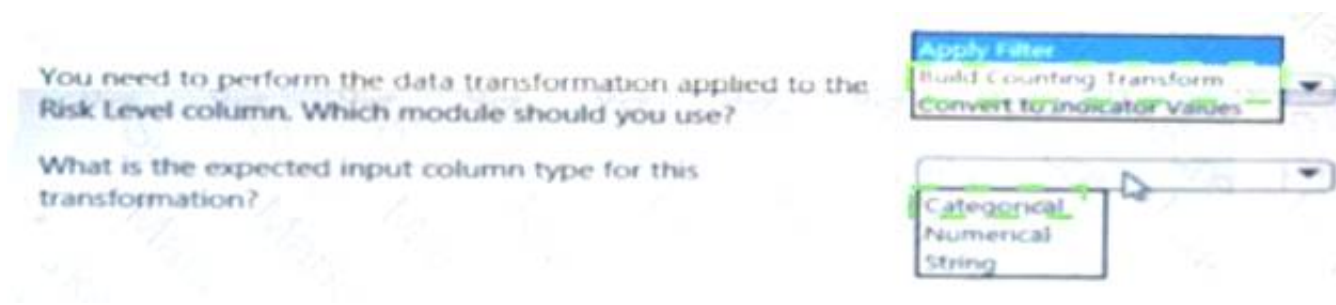 You need to perform the data transformation applied to the
Risk Level column. Which module should you use?
Apply Filter
Build Counting Transform
Convert to Indicator Values
What is the expected input column type for this
transformation?
Categorical
Numerical
String